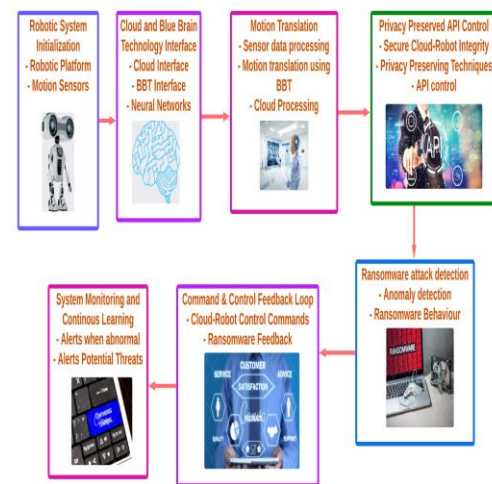 Robotic System
Initialization
- Robotic Platform
- Motion Sensors
Cloud and Blue Brain
Technology Interface
- Cloud Interface
- BBT Interface
- Neural Networks
Motion Translation
- Sensor data processing
- Motion translation using
BBT
- Cloud Processing
Privacy Preserved API Control
- Secure Cloud-Robot Integrity
- Privacy Preserving Techniques
- API control
API
Ransomware attack detection
- Anomaly detection
- Ransomware Behaviour
RANSOMWARE
Command & Control Feedback Loop
- Cloud-Robot Control Commands
- Ransomware Feedback
CUSTOMER
SERVICE
ADVICE
SATISFACTION
FEEDBACK
QUALITY
SUPPORT
System Monitoring and
Continous Learning
- Alerts when abnormal
- Alerts Potential Threats